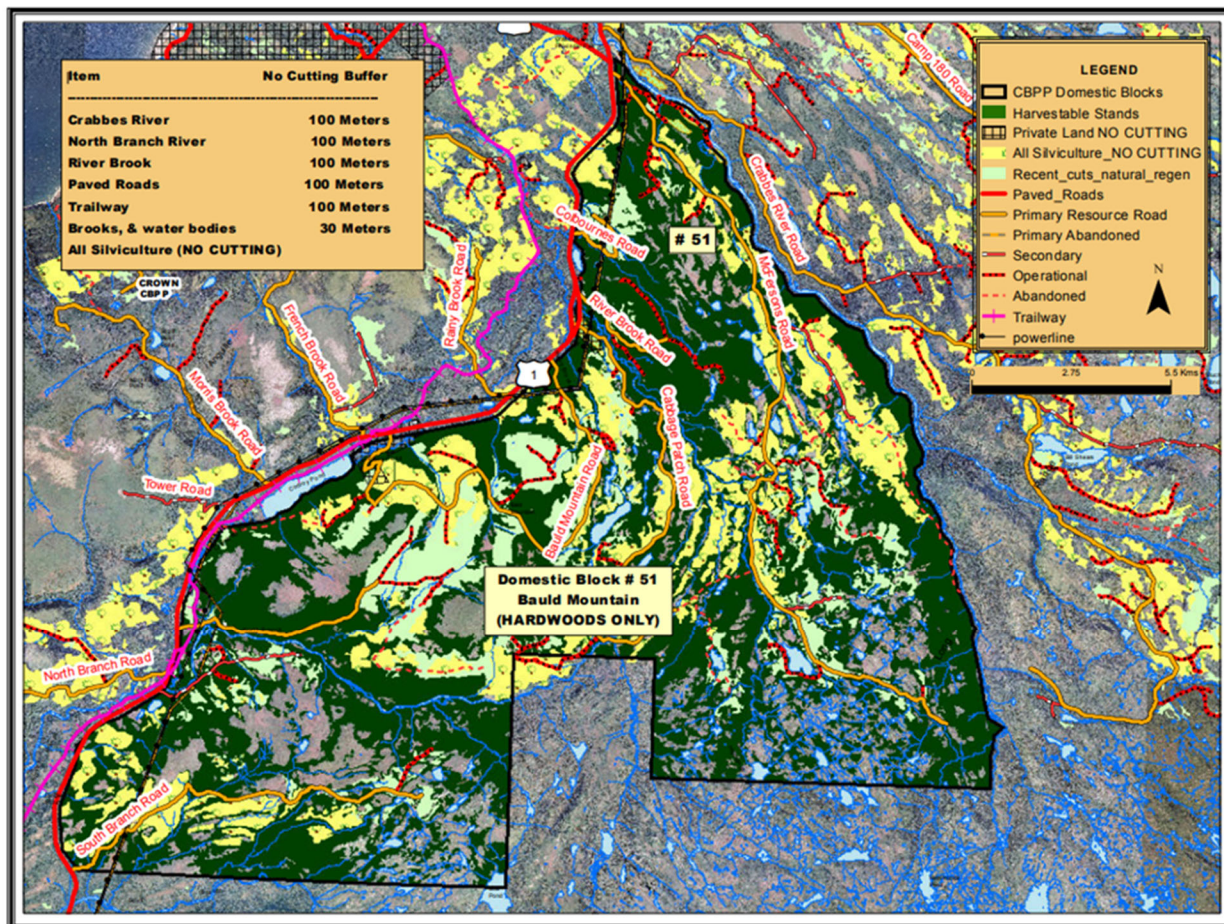 Item No Cutting Buffer
Crabbes River 100 Meters
North Branch River 100 Meters
River Brook 100 Meters
Paved Roads 100 Meters
Trailway 100 Meters
Brooks, & water bodies 30 Meters
All Silviculture (NO CUTTING)
LEGEND
CBPP Domestic Blocks
Harvestable Stands
Private Land NO CUTTING
All Silviculture_NO CUTTING
Recent_cuts_natural_regen
Paved_Roads
Primary Resource Road
Primary Abandoned
Secondary
Operational
Abandoned
Trailway
powerline
N
0 2.75 5.5 Kms
Camp 180 Road
Crabbes River Road
Colbournes Road
# 51
McPersons Road
CROWN
CBPP
Rainy Brook Road
French Brook Road
River Brook Road
Morris Brook Road
1
Cabbage Patch Road
Tower Road
Bauld Mountain Road
Domestic Block # 51
Bauld Mountain
(HARDWOODS ONLY)
North Branch Road
South Branch Road